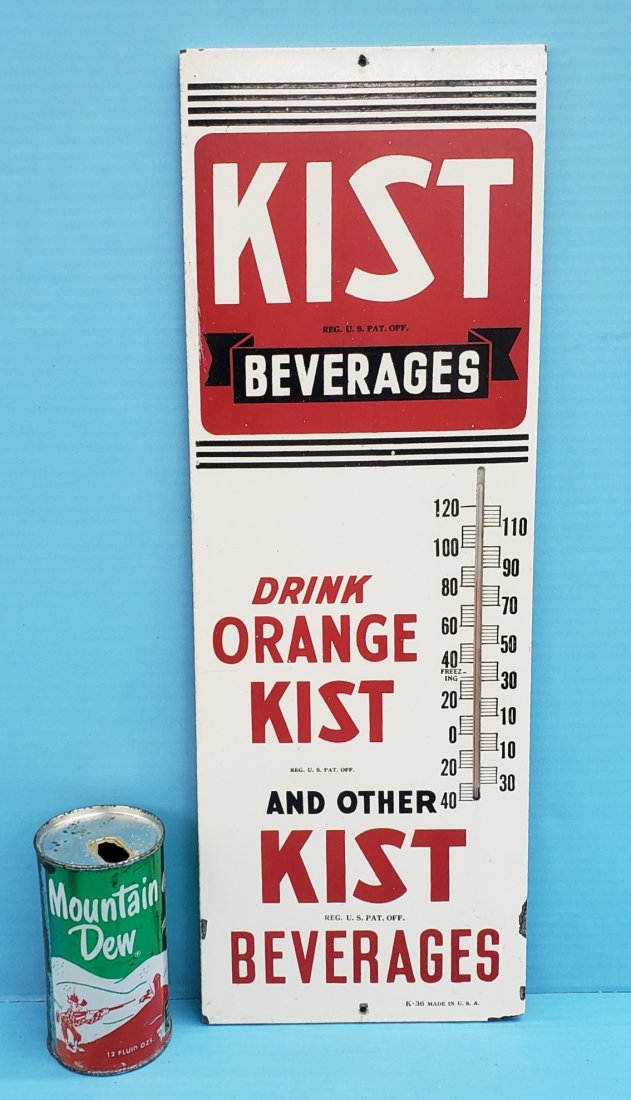 KIST
REG. U. S. PAT. OFF.
BEVERAGES
120
110
100
90
80
70
60
50
40
FREEZ-
ING
30
20
10
0
10
20
30
40
DRINK
ORANGE
KIST
REG. U. S. PAT. OFF.
AND OTHER
KIST
REG. U. S. PAT. OFF.
BEVERAGES
K-36 MADE IN U. S. A.
Mountain
Dew
12 FLUID OZS.